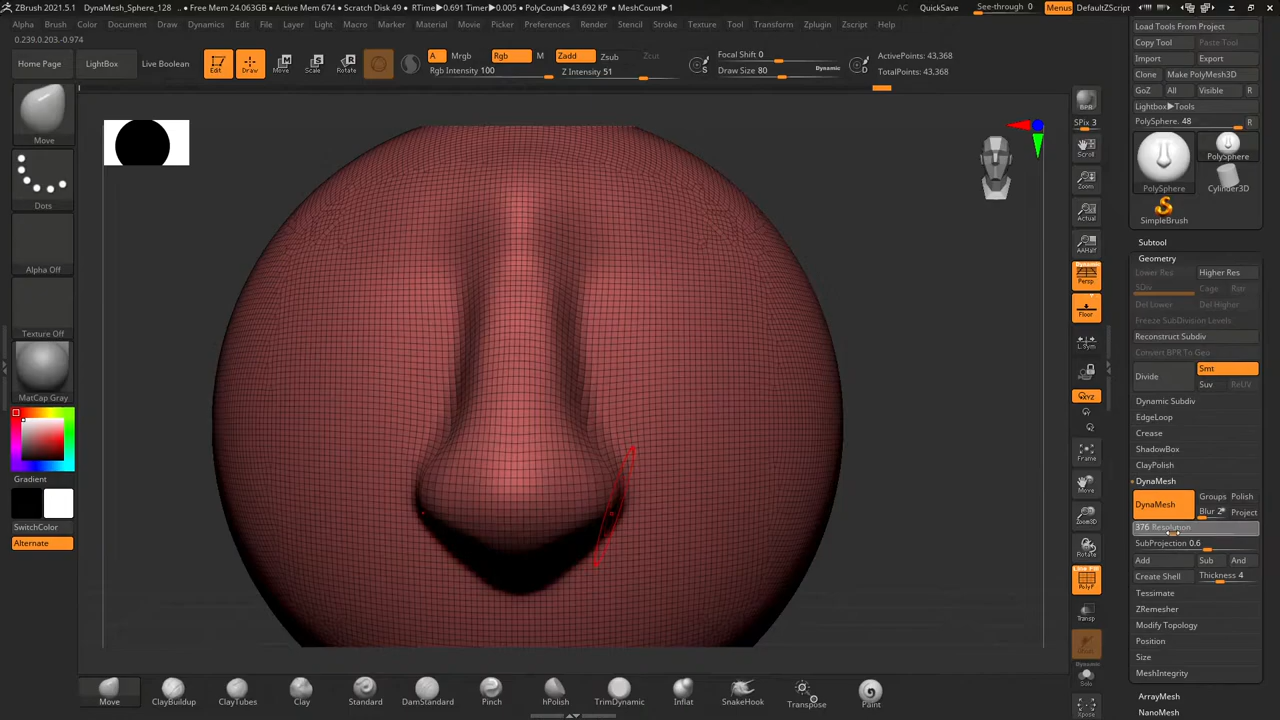 ZBrush 2021.5.1 DynaMesh_Sphere_128 .. • Free Mem 24.063GB • Active Mem 674 • Scratch Disk 49 • RTime►0.691 Timer►0.005 • PolyCount►43.692 KP • MeshCount►1 AC QuickSave See-through 0 Menus DefaultZScript
Alpha Brush Color Document Draw Dynamics Edit File Layer Light Macro Marker Material Movie Picker Preferences Render Stencil Stroke Texture Tool Transform Zplugin Zscript Help
0.239,0.203,-0.974
Home Page LightBox Live Boolean
Edit Draw Move Scale Rotate
A Mrgb Rgb M Zadd Zsub Zcut
Rgb Intensity 100 Z Intensity 51
Focal Shift 0
Draw Size 80 Dynamic
S D
ActivePoints: 43,368
TotalPoints: 43,368
Move
Dots
Alpha Off
Texture Off
MatCap Gray
Gradient
SwitchColor
Alternate
BPR
SPix 3
Scroll
Zoom
Actual
AAHalf
Dynamic
Persp
Floor
L.Sym
XYZ
Frame
Move
Zoom3D
Rotate
Line Fill
PolyF
Transp
Dynamic
Solo
Xpose
Load Tools From Project
Copy Tool Paste Tool
Import Export
Clone Make PolyMesh3D
GoZ All Visible R
Lightbox►Tools
PolySphere. 48 R
PolySphere PolySphere
Cylinder3D
SimpleBrush
Subtool
Geometry
Lower Res Higher Res
SDiv Cage Rstr
Del Lower Del Higher
Freeze SubDivision Levels
Reconstruct Subdiv
Convert BPR To Geo
Divide Smt
Suv ReUV
Dynamic Subdiv
EdgeLoop
Crease
ShadowBox
ClayPolish
DynaMesh
DynaMesh Groups Polish
Blur 2 Project
376 Resolution
SubProjection 0.6
Add Sub And
Create Shell Thickness 4
Tessimate
ZRemesher
Modify Topology
Position
Size
MeshIntegrity
ArrayMesh
NanoMesh
Move ClayBuildup ClayTubes Clay Standard DamStandard Pinch hPolish TrimDynamic Inflat SnakeHook Transpose Paint